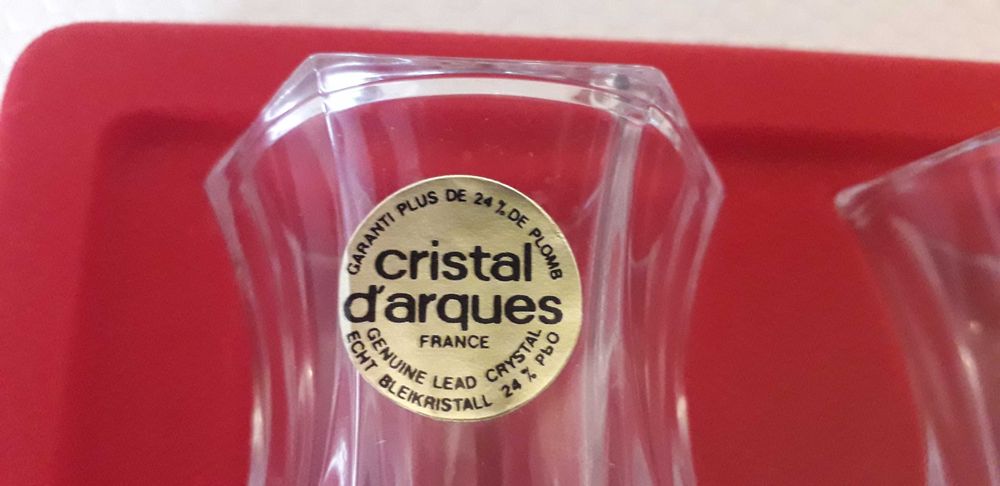 GARANTI PLUS DE 24% DE PLOMB
cristal
d'arques
FRANCE
GENUINE LEAD CRYSTAL
ECHT BLEIKRISTALL 24% PbO